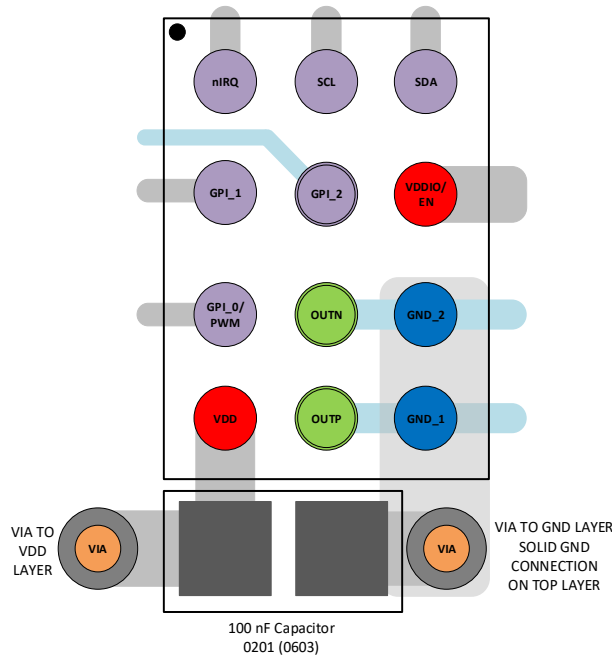 nIRQ
SCL
SDA
GPI_1
GPI_2
VDDIO/
EN
GPI_0/
PWM
OUTN
GND_2
VDD
OUTP
GND_1
VIA TO
VDD
LAYER
VIA
VIA
VIA TO GND LAYER
SOLID GND
CONNECTION
ON TOP LAYER
100 nF Capacitor
0201 (0603)